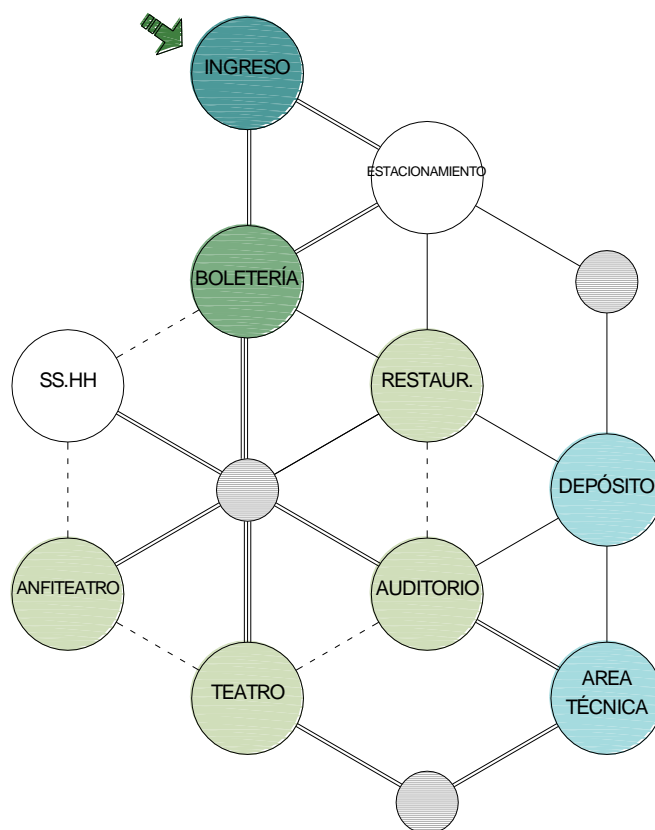 INGRESO
ESTACIONAMIENTO
BOLETERÍA
SS.HH
RESTAUR.
DEPÓSITO
ANFITEATRO
AUDITORIO
TEATRO
AREA
TÉCNICA